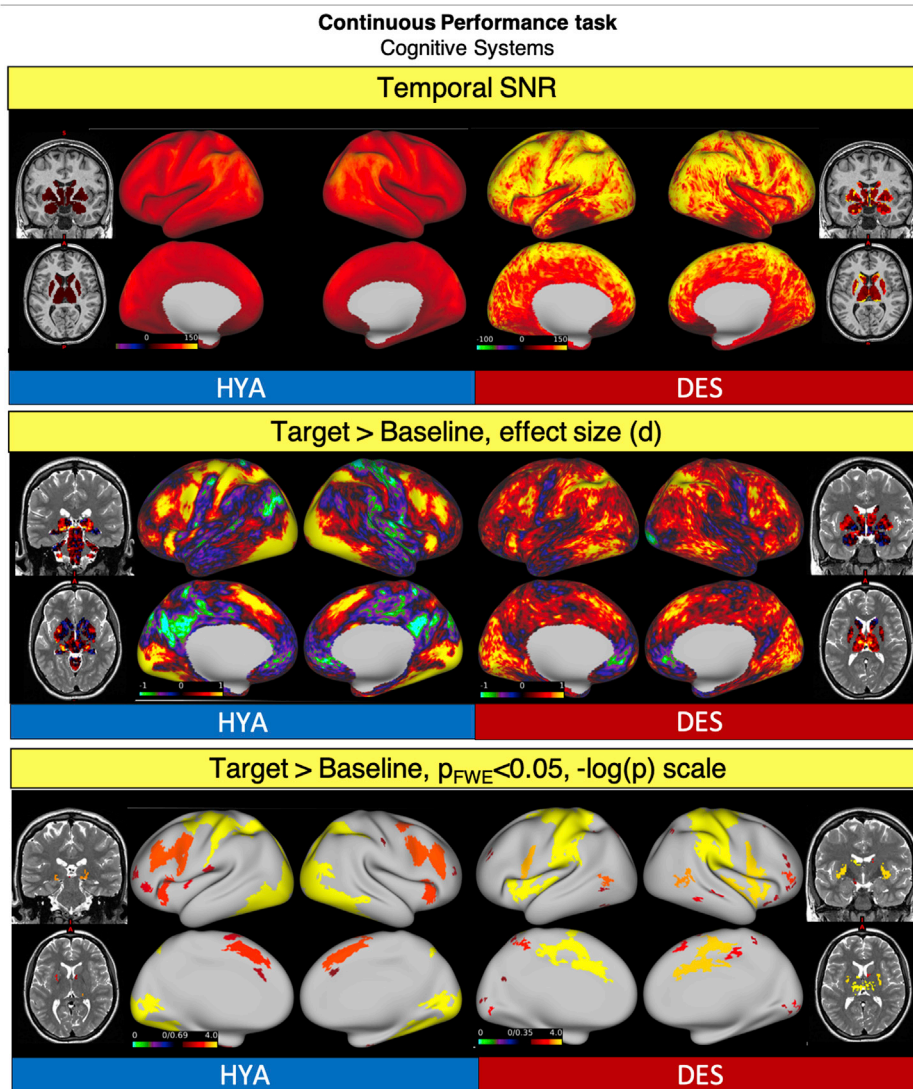 Continuous Performance task
Cognitive Systems
Temporal SNR
0 150
-100 0 150
HYA DES
Target > Baseline, effect size (d)
-1 0 1
-1 0 1
HYA DES
Target > Baseline, pFWE<0.05, -log(p) scale
0 0/0.69 4.0
0 0/0.35 4.0
HYA DES